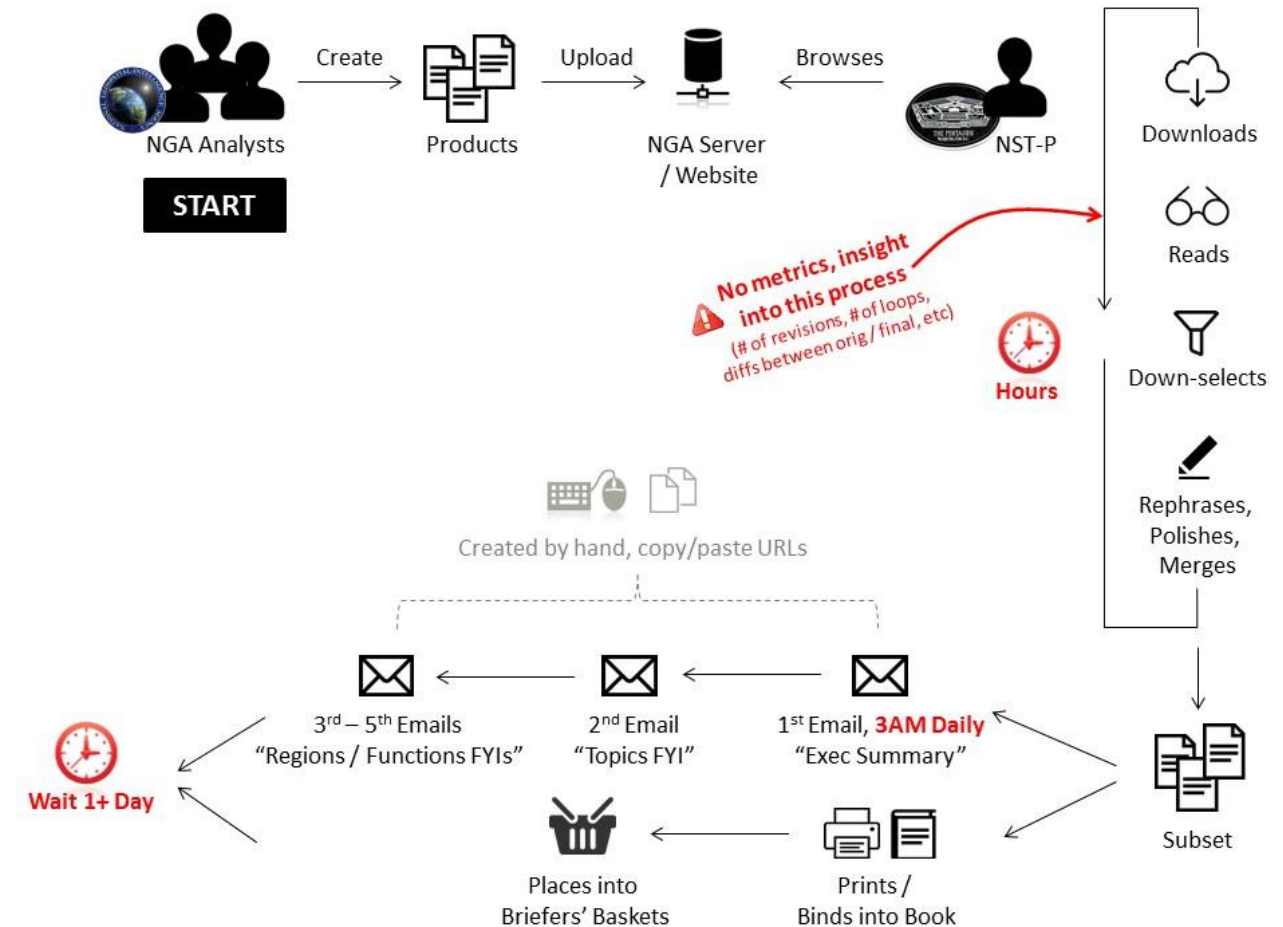 Create
Upload
Browses
NGA Analysts
Products
NGA Server
/ Website
THE PENTAGON
NST-P
Downloads
START
Reads
No metrics, insight
into this process
(# of revisions, # of loops,
diffs between orig / final, etc)
Hours
Down-selects
Rephrases,
Polishes,
Merges
Created by hand, copy/paste URLs
3rd – 5th Emails
“Regions / Functions FYIs”
2nd Email
“Topics FYI”
1st Email, 3AM Daily
“Exec Summary”
Wait 1+ Day
Subset
Places into
Briefers’ Baskets
Prints /
Binds into Book